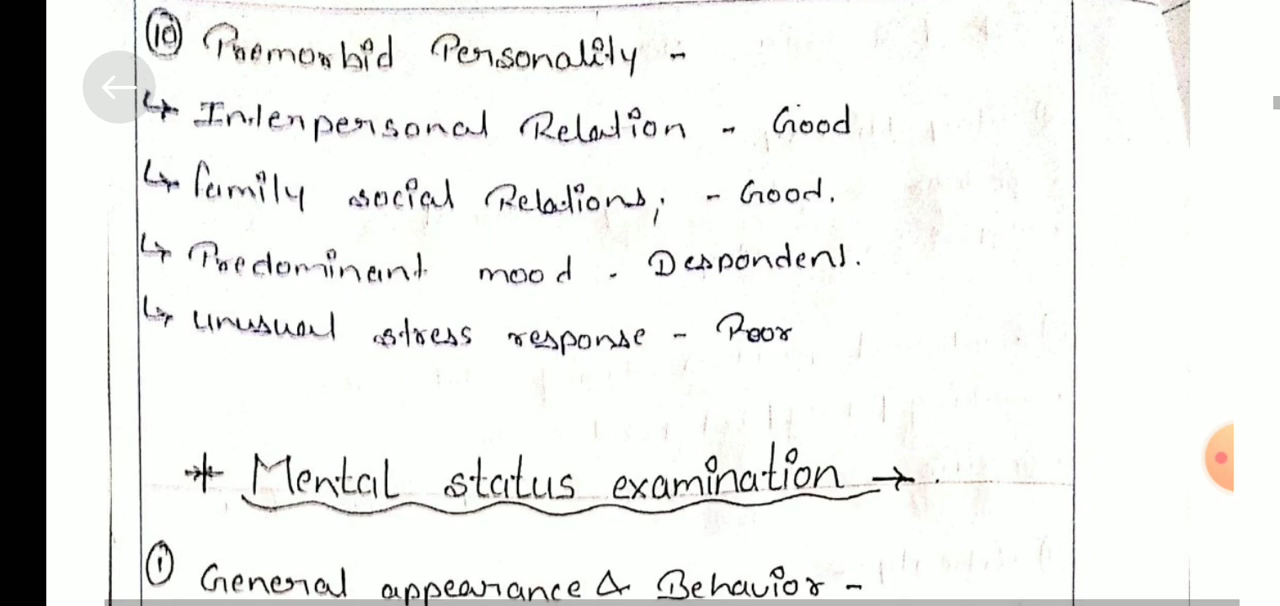 ⑩ Premorbid Personality -
↳ Interpersonal Relation - Good
↳ family social Relations; - Good.
↳ Predominant mood - Despondent.
↳ Unusual stress response - Poor
* Mental status examination →
① General appearance & Behavior -